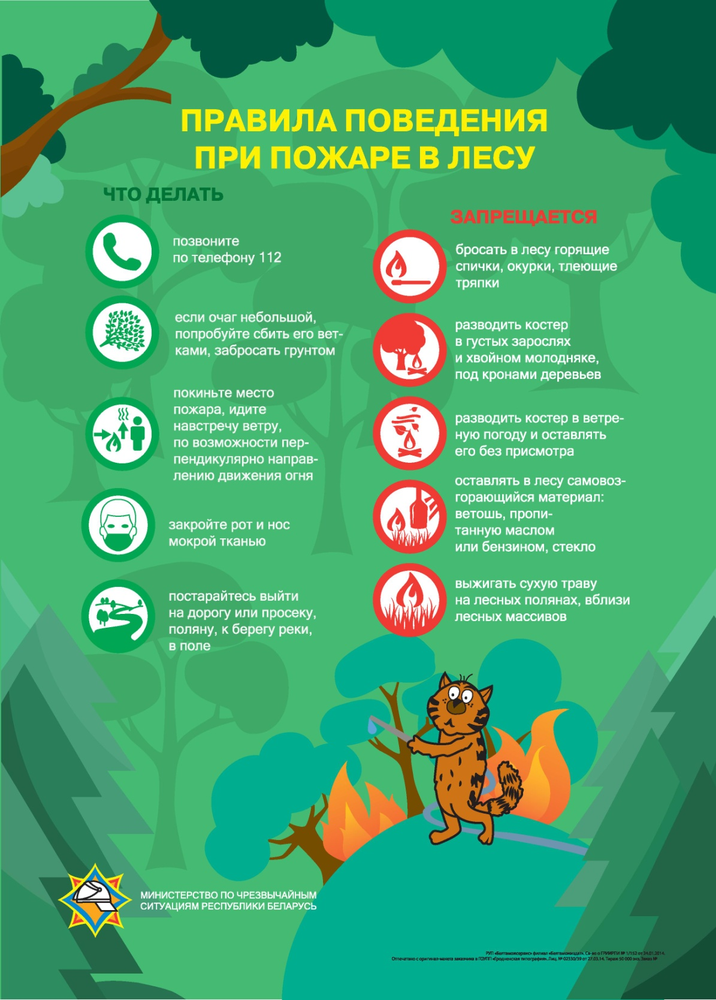 ПРАВИЛА ПОВЕДЕНИЯ
ПРИ ПОЖАРЕ В ЛЕСУ
ЧТО ДЕЛАТЬ
позвоните
по телефону 112
если очаг небольшой,
попробуйте сбить его вет-
ками, забросать грунтом
покиньте место
пожара, идите
навстречу ветру,
по возможности пер-
пендикулярно направ-
лению движения огня
закройте рот и нос
мокрой тканью
постарайтесь выйти
на дорогу или просеку,
поляну, к берегу реки,
в поле
ЗАПРЕЩАЕТСЯ
бросать в лесу горящие
спички, окурки, тлеющие
тряпки
разводить костер
в густых зарослях
и хвойном молодняке,
под кронами деревьев
разводить костер в ветре-
ную погоду и оставлять
его без присмотра
оставлять в лесу самовоз-
горающийся материал:
ветошь, пропи-
танную маслом
или бензином, стекло
выжигать сухую траву
на лесных полянах, вблизи
лесных массивов
МИНИСТЕРСТВО ПО ЧРЕЗВЫЧАЙНЫМ
СИТУАЦИЯМ РЕСПУБЛИКИ БЕЛАРУСЬ
РУП «Белтаможсервис» филиал «Белтаможиздат». Св-во о ГРИИРПИ № 1/152 от 24.01.2014.
Отпечатано с оригинал-макета заказчика в ГОУПП «Гродненская типография». Лиц. № 02330/39 от 27.03.14. Тираж 50 000 экз. Заказ №